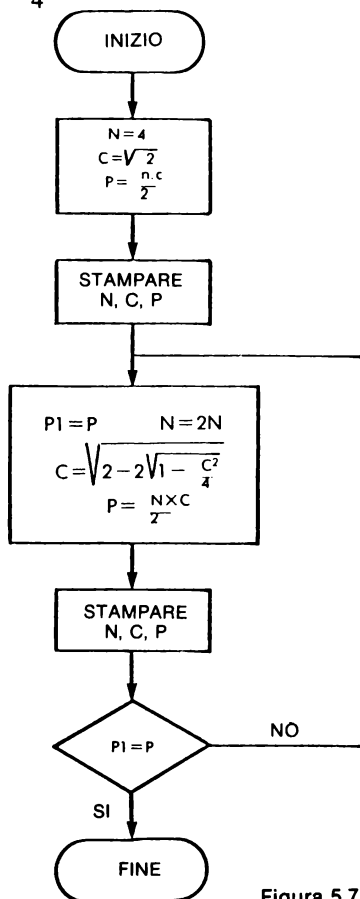 4
INIZIO
N = 4
C = √2
P = n.c / 2
STAMPARE
N, C, P
P1 = P N = 2N
C = √(2 − 2√(1 − C²/4))
P = N × C / 2
STAMPARE
N, C, P
P1 = P
NO
SI
FINE
Figura 5.7